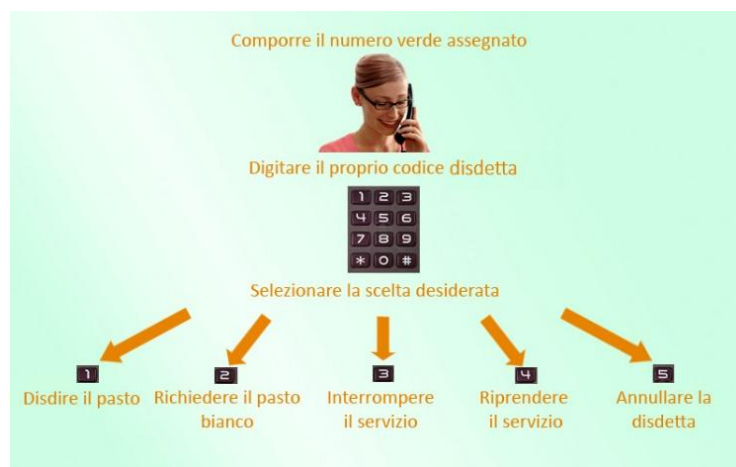 Comporre il numero verde assegnato
Digitare il proprio codice disdetta
1 2 3
4 5 6
7 8 9
* 0 #
Selezionare la scelta desiderata
1
2
3
4
5
Disdire il pasto
Richiedere il pasto
bianco
Interrompere
il servizio
Riprendere
il servizio
Annullare la
disdetta